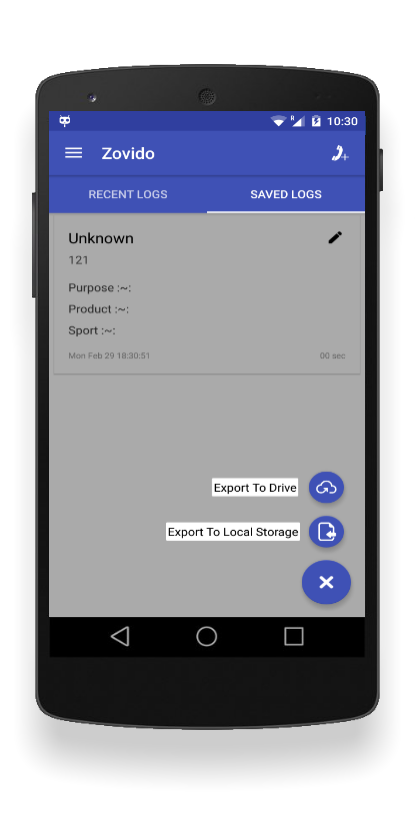 R 10:30
Zovido
RECENT LOGS SAVED LOGS
Unknown
121
Purpose :~:
Product :~:
Sport :~:
Mon Feb 29 18:30:51 00 sec
Export To Drive
Export To Local Storage